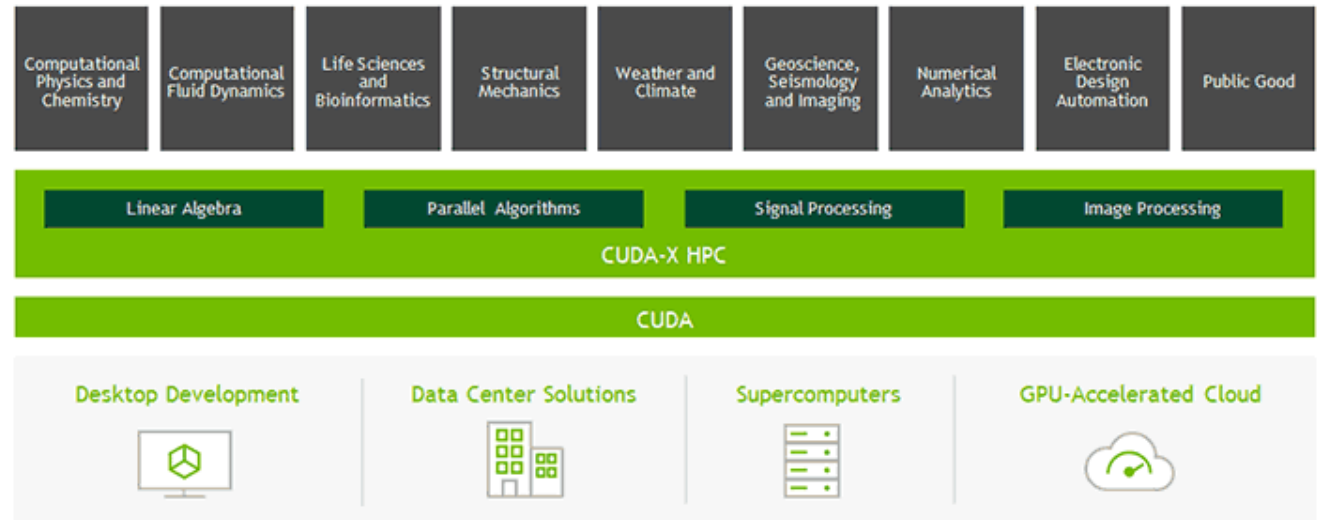 Computational
Physics and
Chemistry
Computational
Fluid Dynamics
Life Sciences
and
Bioinformatics
Structural
Mechanics
Weather and
Climate
Geoscience,
Seismology
and Imaging
Numerical
Analytics
Electronic
Design
Automation
Public Good
Linear Algebra
Parallel Algorithms
Signal Processing
Image Processing
CUDA-X HPC
CUDA
Desktop Development
Data Center Solutions
Supercomputers
GPU-Accelerated Cloud